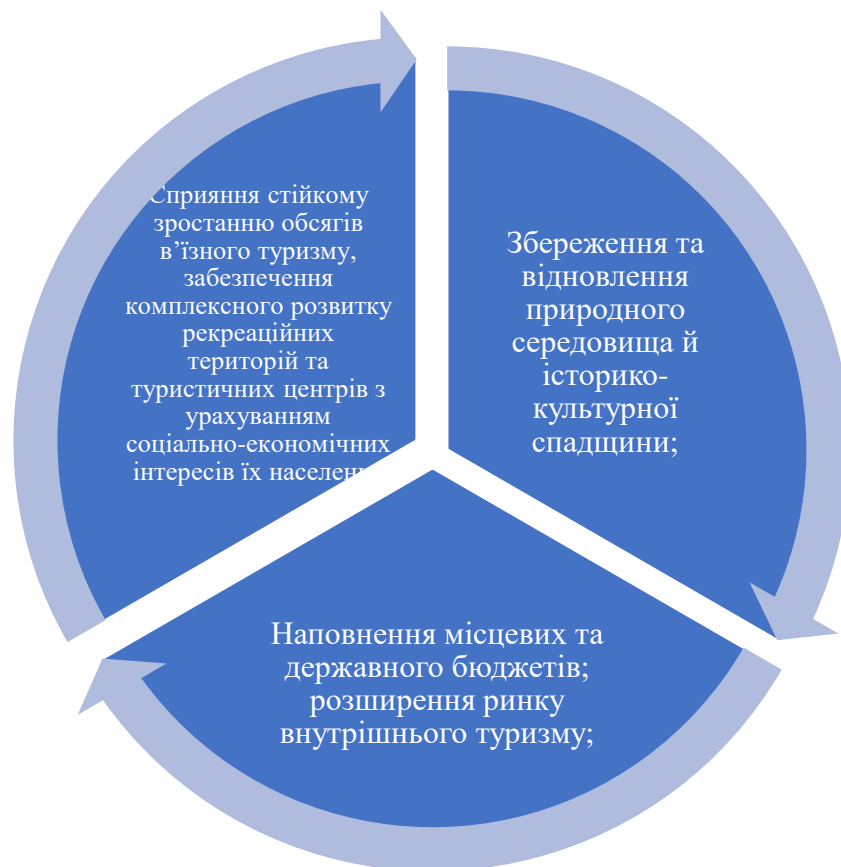 Сприяння стійкому
зростанню обсягів
в’їзного туризму,
забезпечення
комплексного розвитку
рекреаційних
територій та
туристичних центрів з
урахуванням
соціально-економічних
інтересів їх населення
Збереження та
відновлення
природного
середовища й
історико-
культурної
спадщини;
Наповнення місцевих та
державного бюджетів;
розширення ринку
внутрішнього туризму;